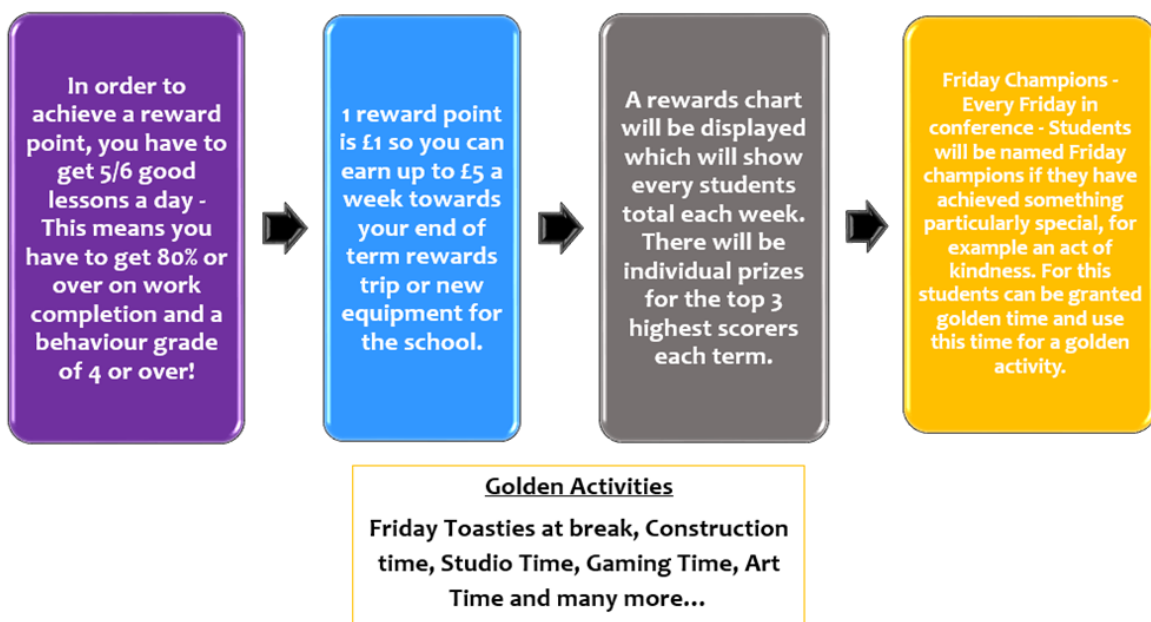 In order to
achieve a reward
point, you have to
get 5/6 good
lessons a day -
This means you
have to get 80% or
over on work
completion and a
behaviour grade
of 4 or over!
1 reward point
is £1 so you can
earn up to £5 a
week towards
your end of
term rewards
trip or new
equipment for
the school.
A rewards chart
will be displayed
which will show
every students
total each week.
There will be
individual prizes
for the top 3
highest scorers
each term.
Friday Champions -
Every Friday in
conference - Students
will be named Friday
champions if they have
achieved something
particularly special, for
example an act of
kindness. For this
students can be granted
golden time and use
this time for a golden
activity.
Golden Activities
Friday Toasties at break, Construction
time, Studio Time, Gaming Time, Art
Time and many more...